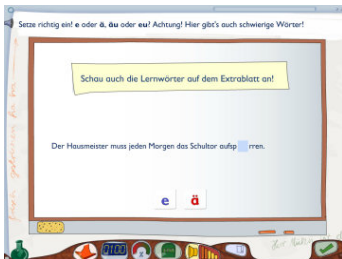 Setze richtig ein! e oder ä, äu oder eu? Achtung! Hier gibt's auch schwierige Wörter!
Schau auch die Lernwörter auf dem Extrablatt an!
Der Hausmeister muss jeden Morgen das Schultor aufsp rren.
e ä